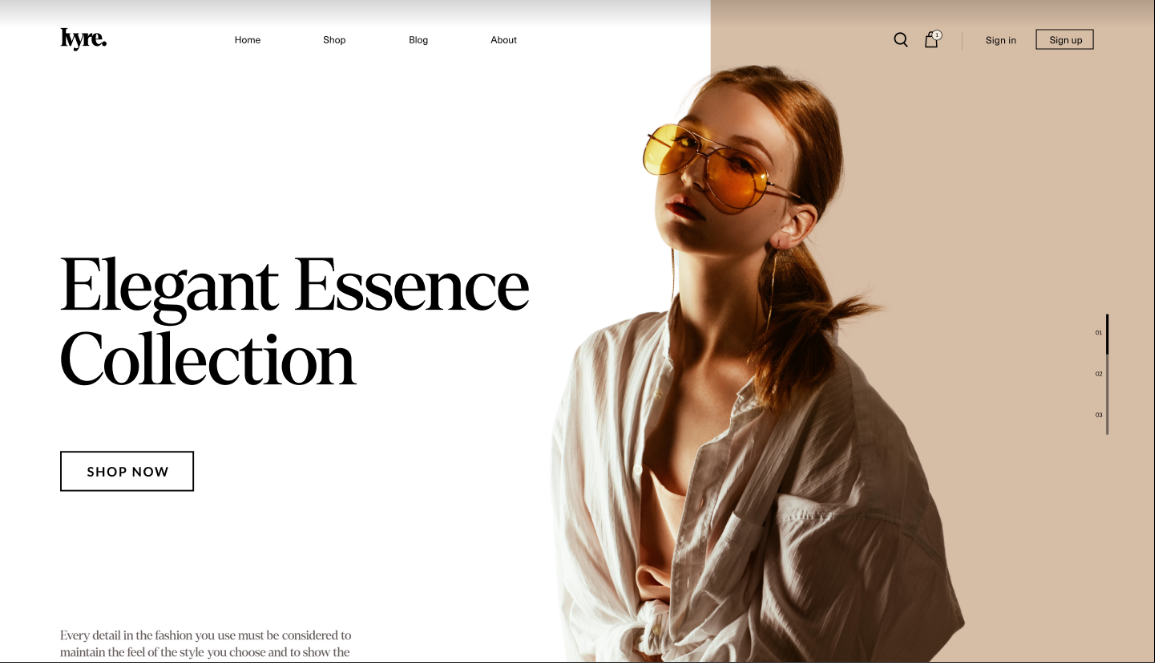 Ivyre.
Home
Shop
Blog
About
1
Sign in
Sign up
Elegant Essence
Collection
SHOP NOW
01
02
03
Every detail in the fashion you use must be considered to
maintain the feel of the style you choose and to show the